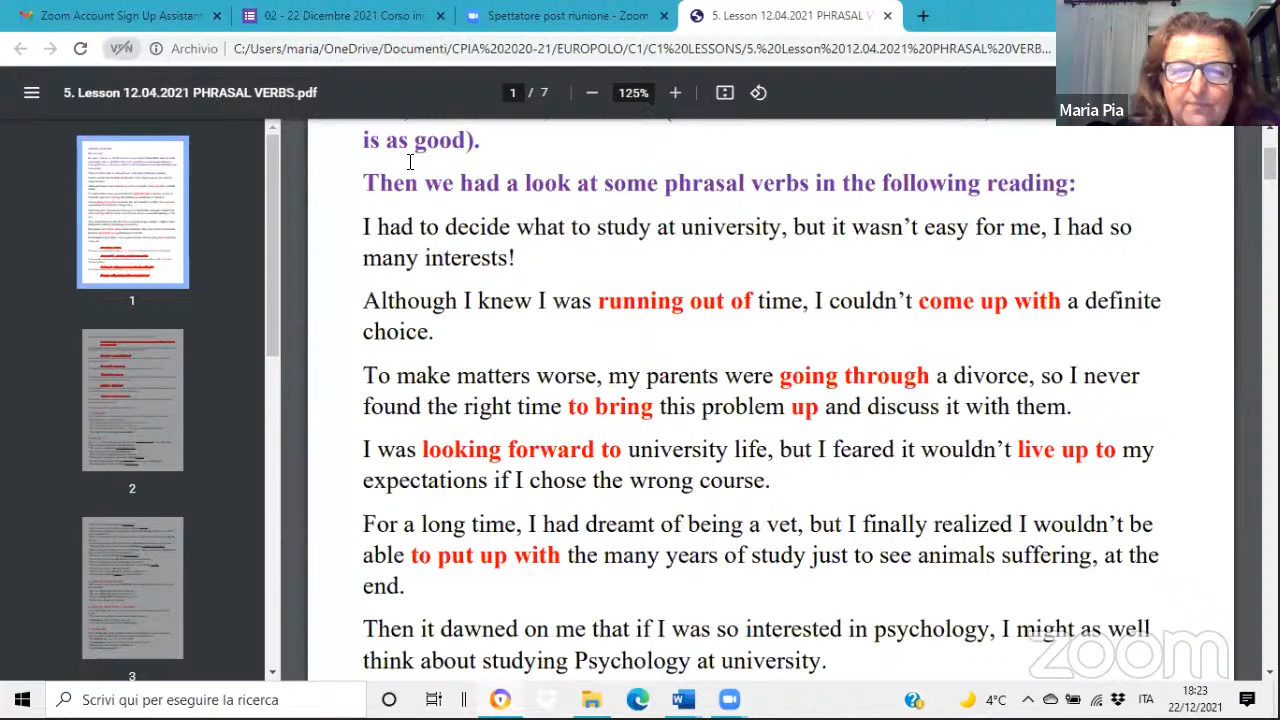 Zoom Account Sign Up Assistan
02 - 22 Dicembre 2021 Corso in
Spettatore post riunione - Zoom
5. Lesson 12.04.2021 PHRASAL VE
VPN
Archivio
C:/Users/maria/OneDrive/Documenti/CPIA%202020-21/EUROPOLO/C1/C1%20LESSONS/5.%20Lesson%2012.04.2021%20PHRASAL%20VERB...
Maria Pia
5. Lesson 12.04.2021 PHRASAL VERBS.pdf
1 / 7
125%
is as good).
Then we had a look at some phrasal verbs in the following reading:
I had to decide what to study at university, but it wasn't easy for me, I had so
many interests!
Although I knew I was running out of time, I couldn't come up with a definite
choice.
To make matters worse, my parents were going through a divorce, so I never
found the right time to bring this problem up and discuss it with them.
I was looking forward to university life, but I feared it wouldn't live up to my
expectations if I chose the wrong course.
For a long time, I had dreamt of being a vet, but I finally realized I wouldn't be
able to put up with the many years of study just to see animals suffering, at the
end.
it dawned on me that if I was so interested in psychology, I might as well
think about studying Psychology at university.
1
2
3
zoom
Scrivi qui per eseguire la ricerca
4°C
ITA
18:23
22/12/2021